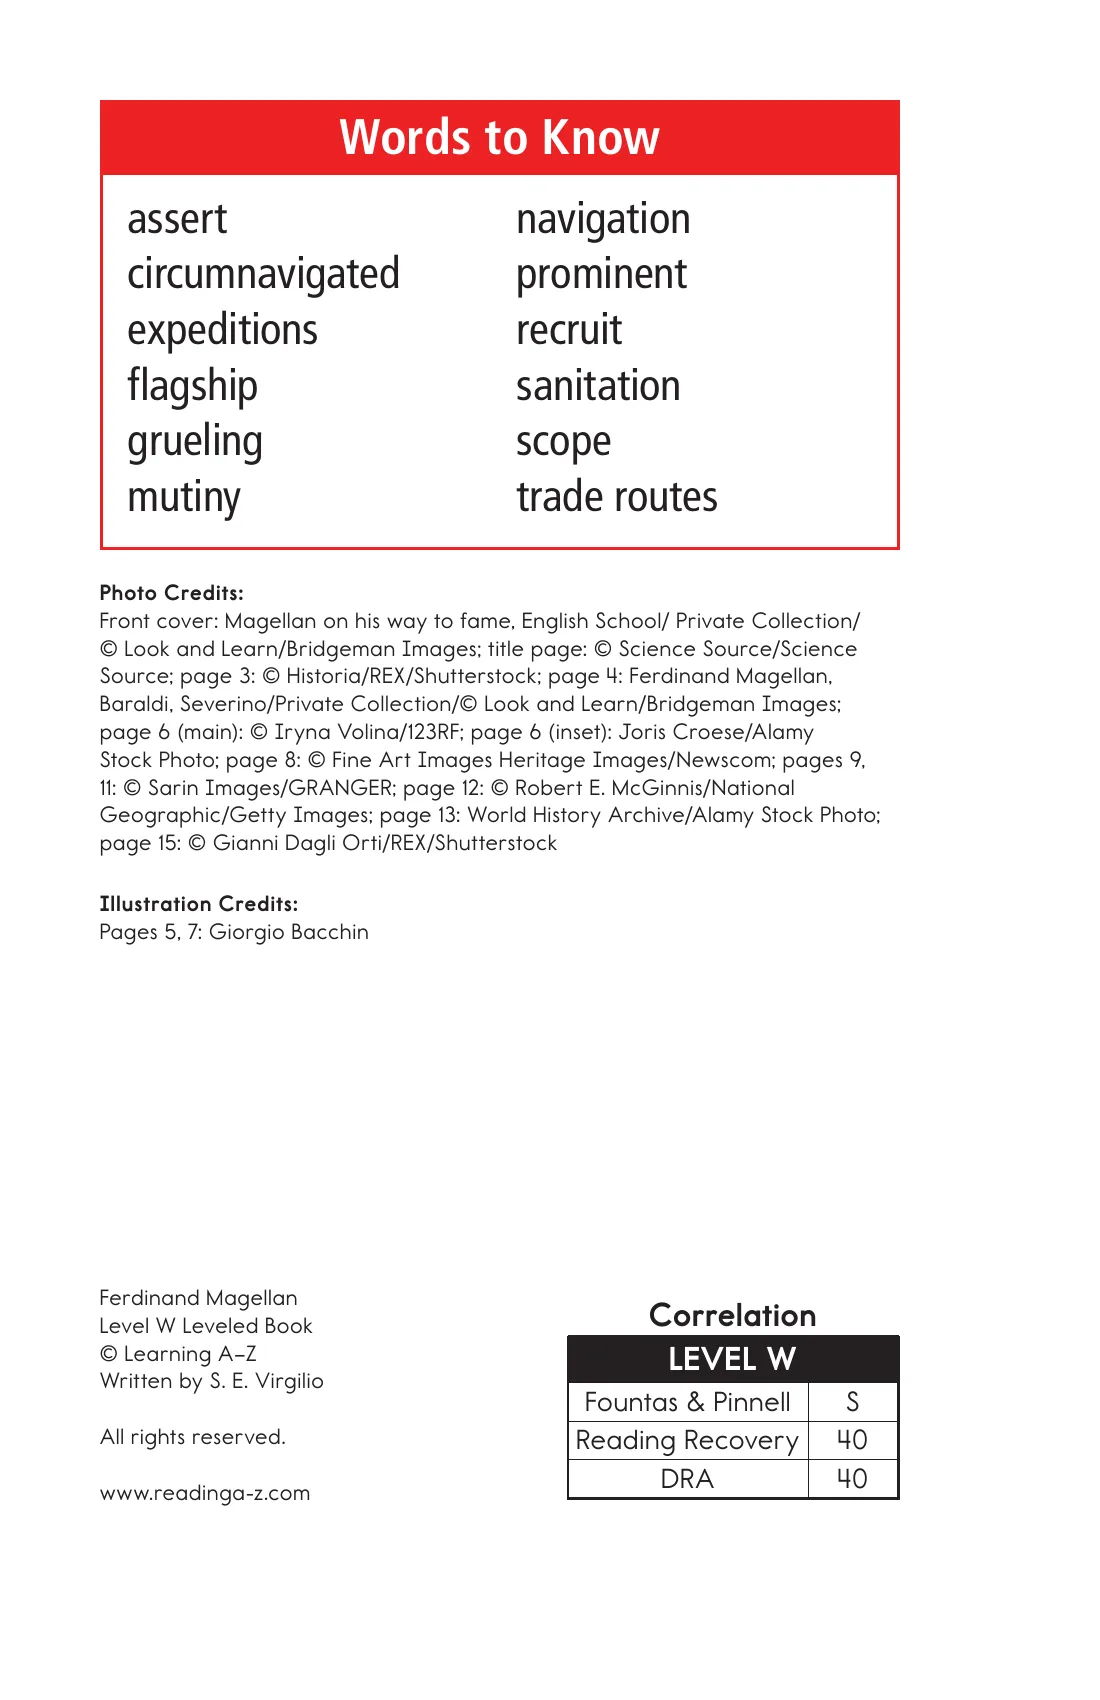 Words to Know
assert
circumnavigated
expeditions
flagship
grueling
mutiny
navigation
prominent
recruit
sanitation
scope
trade routes
Photo Credits:
Front cover: Magellan on his way to fame, English School/ Private Collection/
© Look and Learn/Bridgeman Images; title page: © Science Source/Science
Source; page 3: © Historia/REX/Shutterstock; page 4: Ferdinand Magellan,
Baraldi, Severino/Private Collection/© Look and Learn/Bridgeman Images;
page 6 (main): © Iryna Volina/123RF; page 6 (inset): Joris Croese/Alamy
Stock Photo; page 8: © Fine Art Images Heritage Images/Newscom; pages 9,
11: © Sarin Images/GRANGER; page 12: © Robert E. McGinnis/National
Geographic/Getty Images; page 13: World History Archive/Alamy Stock Photo;
page 15: © Gianni Dagli Orti/REX/Shutterstock
Illustration Credits:
Pages 5, 7: Giorgio Bacchin
Ferdinand Magellan
Level W Leveled Book
© Learning A–Z
Written by S. E. Virgilio
All rights reserved.
www.readinga-z.com
Correlation
LEVEL W
Fountas & Pinnell S
Reading Recovery 40
DRA 40